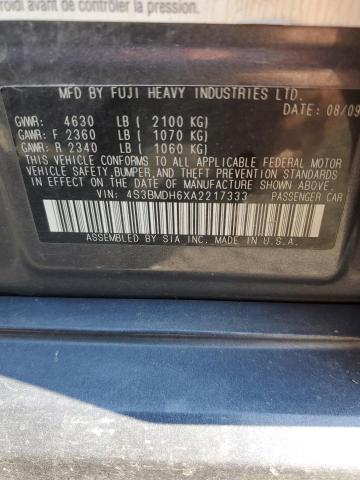 roidi avant de contrôler la pression.
MFD BY FUJI HEAVY INDUSTRIES LTD.
DATE: 08/09
GVWR: 4630 LB ( 2100 KG)
GAWR: F 2360 LB ( 1070 KG)
GAWR: R 2340 LB ( 1060 KG)
THIS VEHICLE CONFORMS TO ALL APPLICABLE FEDERAL MOTOR
VEHICLE SAFETY,BUMPER,AND THEFT PREVENTION STANDARDS
IN EFFECT ON THE DATE OF MANUFACTURE SHOWN ABOVE.
VIN: 4S3BMDH6XA2217333 PASSENGER CAR
ASSEMBLED BY SIA INC. MADE IN U.S.A.